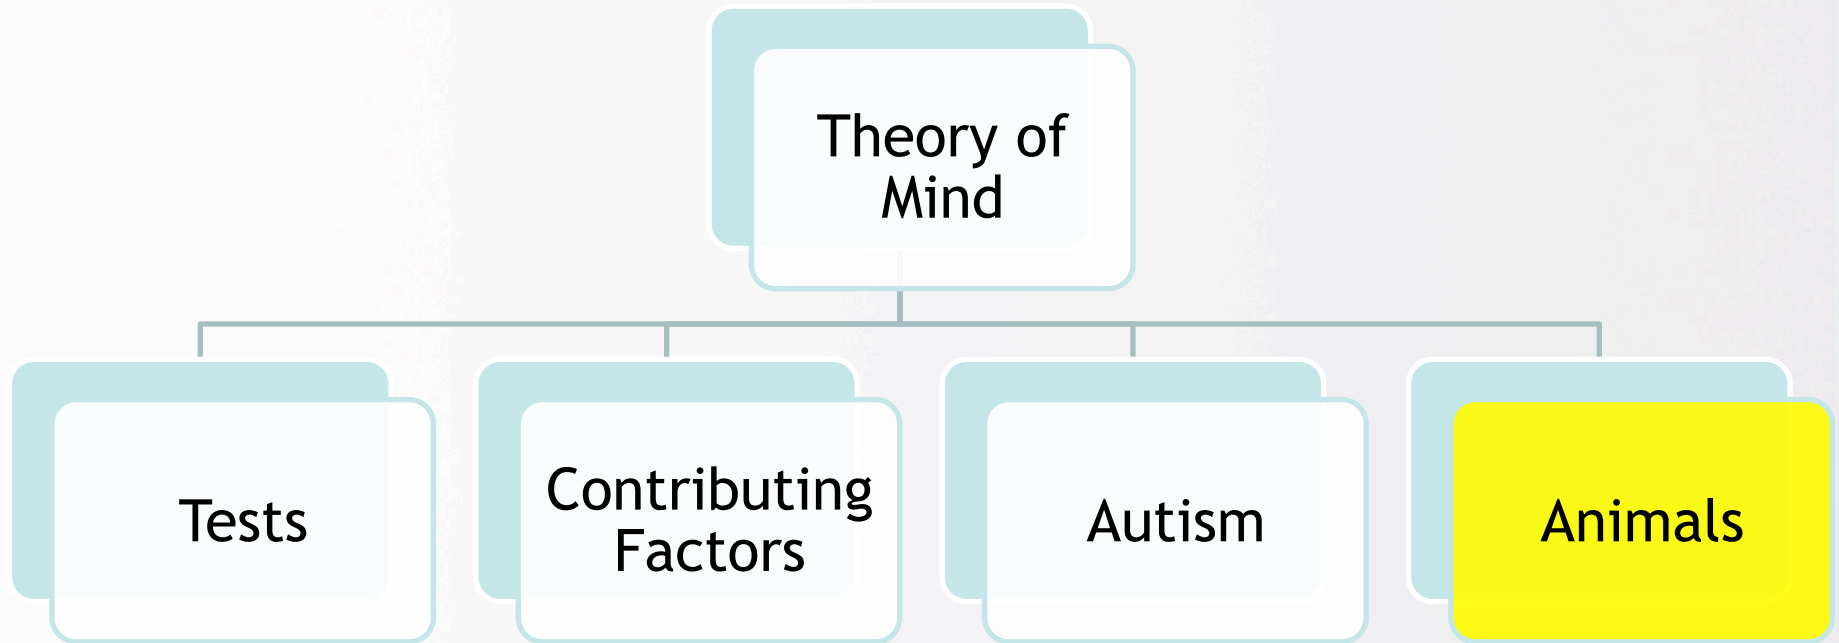 Theory of
Mind
Tests
Contributing
Factors
Autism
Animals